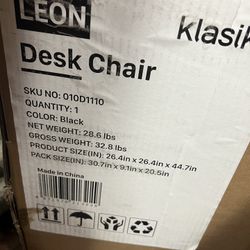 LEON
klasik
Desk Chair
SKU NO: 010D1110
QUANTITY: 1
COLOR: Black
NET WEIGHT: 28.6 lbs
GROSS WEIGHT: 32.8 lbs
PRODUCT SIZE(IN): 26.4in x 26.4in x 44.7in
PACK SIZE(IN): 30.7in x 9.1in x 20.5in
Made in China